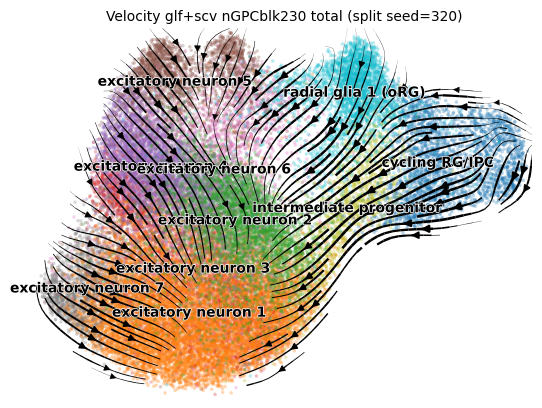 Velocity glf+scv nGPCblk230 total (split seed=320)
excitatory neuron 5
radial glia 1 (oRG)
cycling RG/IPC
excitatory neuron 6
intermediate progenitor
excitatory neuron 2
excitatory neuron 3
excitatory neuron 7
excitatory neuron 1